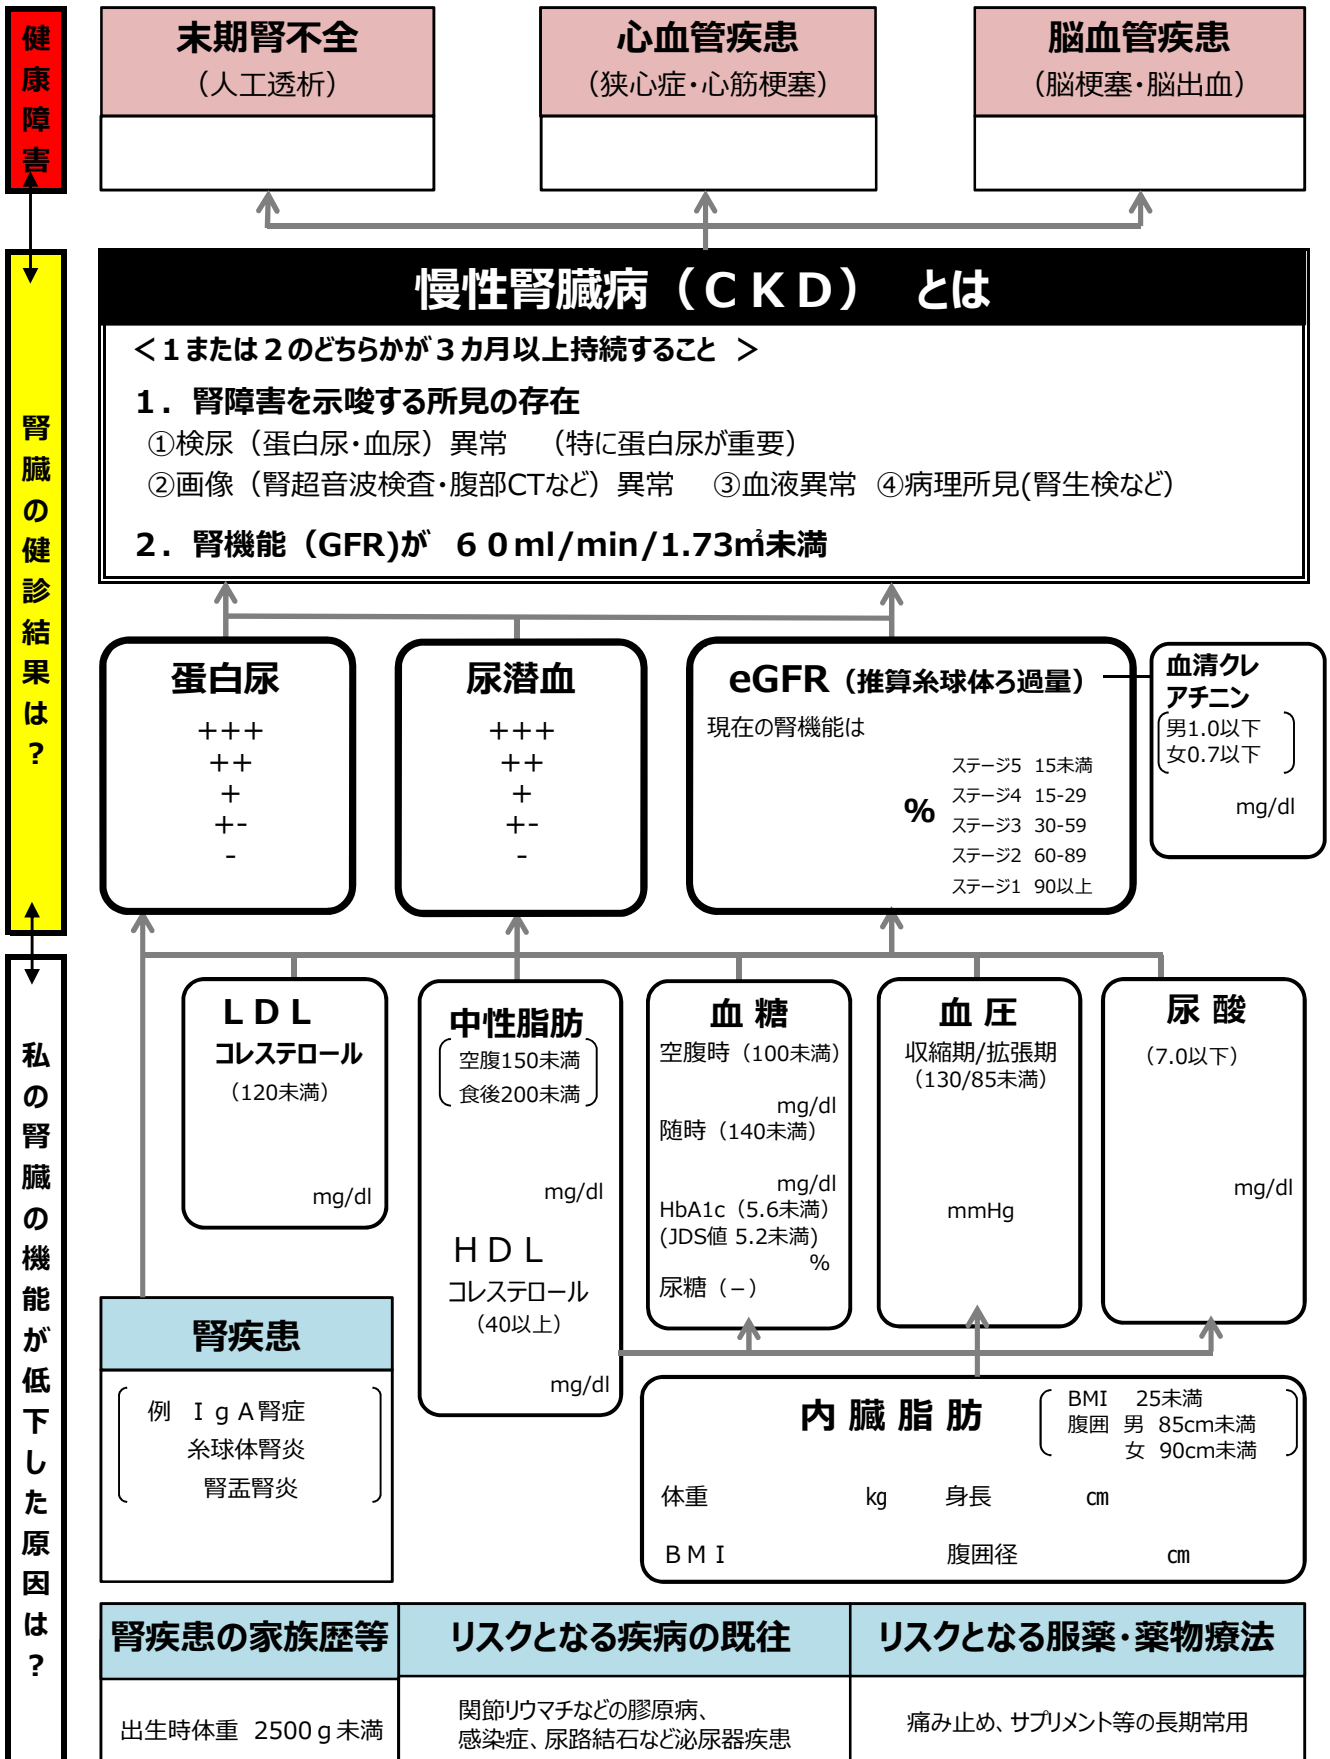 健康障害
末期腎不全
（人工透析）
心血管疾患
（狭心症・心筋梗塞）
脳血管疾患
（脳梗塞・脳出血）
腎臓の健診結果は？
慢性腎臓病（ＣＫＤ）　とは
＜１または２のどちらかが３カ月以上持続すること ＞
１．腎障害を示唆する所見の存在
①検尿（蛋白尿・血尿）異常　（特に蛋白尿が重要）
②画像（腎超音波検査・腹部CTなど）異常　③血液異常 ④病理所見(腎生検など）
２．腎機能（GFR)が ６０ml/min/1.73㎡未満
蛋白尿
+++
++
+
+-
-
尿潜血
+++
++
+
+-
-
eGFR（推算糸球体ろ過量）
現在の腎機能は
%
ステージ5 15未満
ステージ4 15-29
ステージ3 30-59
ステージ2 60-89
ステージ1 90以上
血清クレ
アチニン
男1.0以下
女0.7以下
mg/dl
私の腎臓の機能が低下した原因は？
ＬＤＬ
コレステロール
（120未満）
mg/dl
中性脂肪
空腹150未満
食後200未満
mg/dl
ＨＤＬ
コレステロール
（40以上）
mg/dl
血糖
空腹時（100未満）
mg/dl
随時（140未満）
mg/dl
HbA1c（5.6未満）
(JDS値 5.2未満)
%
尿糖（−）
血圧
収縮期/拡張期
（130/85未満）
mmHg
尿酸
（7.0以下）
mg/dl
腎疾患
例　ＩｇＡ腎症
糸球体腎炎
腎盂腎炎
内臓脂肪
BMI　25未満
腹囲　男 85cm未満
女 90cm未満
体重　kg　身長　cm
ＢＭＩ　腹囲径　cm
腎疾患の家族歴等
出生時体重 2500ｇ未満
リスクとなる疾病の既往
関節リウマチなどの膠原病、
感染症、尿路結石など泌尿器疾患
リスクとなる服薬・薬物療法
痛み止め、サプリメント等の長期常用